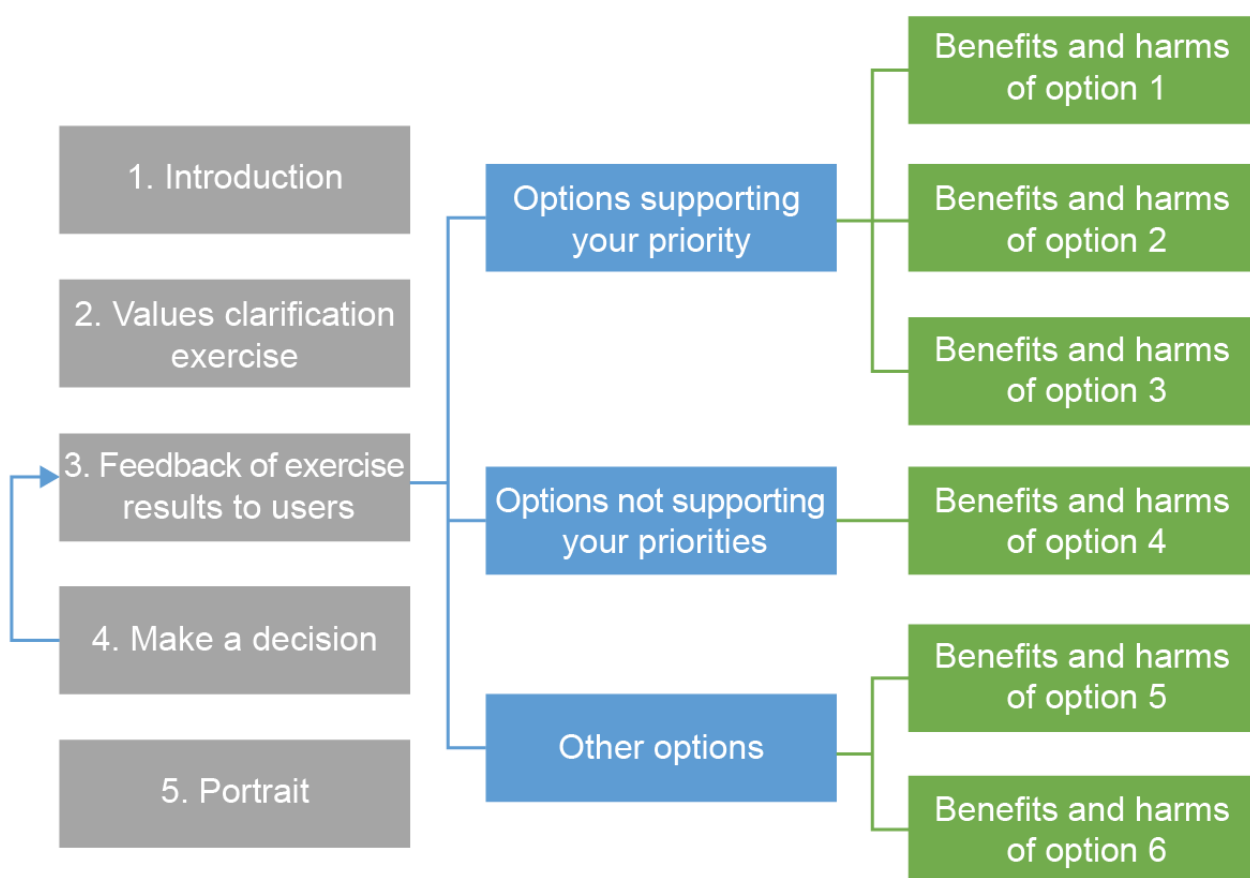 1. Introduction
2. Values clarification
exercise
3. Feedback of exercise
results to users
4. Make a decision
5. Portrait
Options supporting
your priority
Options not supporting
your priorities
Other options
Benefits and harms
of option 1
Benefits and harms
of option 2
Benefits and harms
of option 3
Benefits and harms
of option 4
Benefits and harms
of option 5
Benefits and harms
of option 6